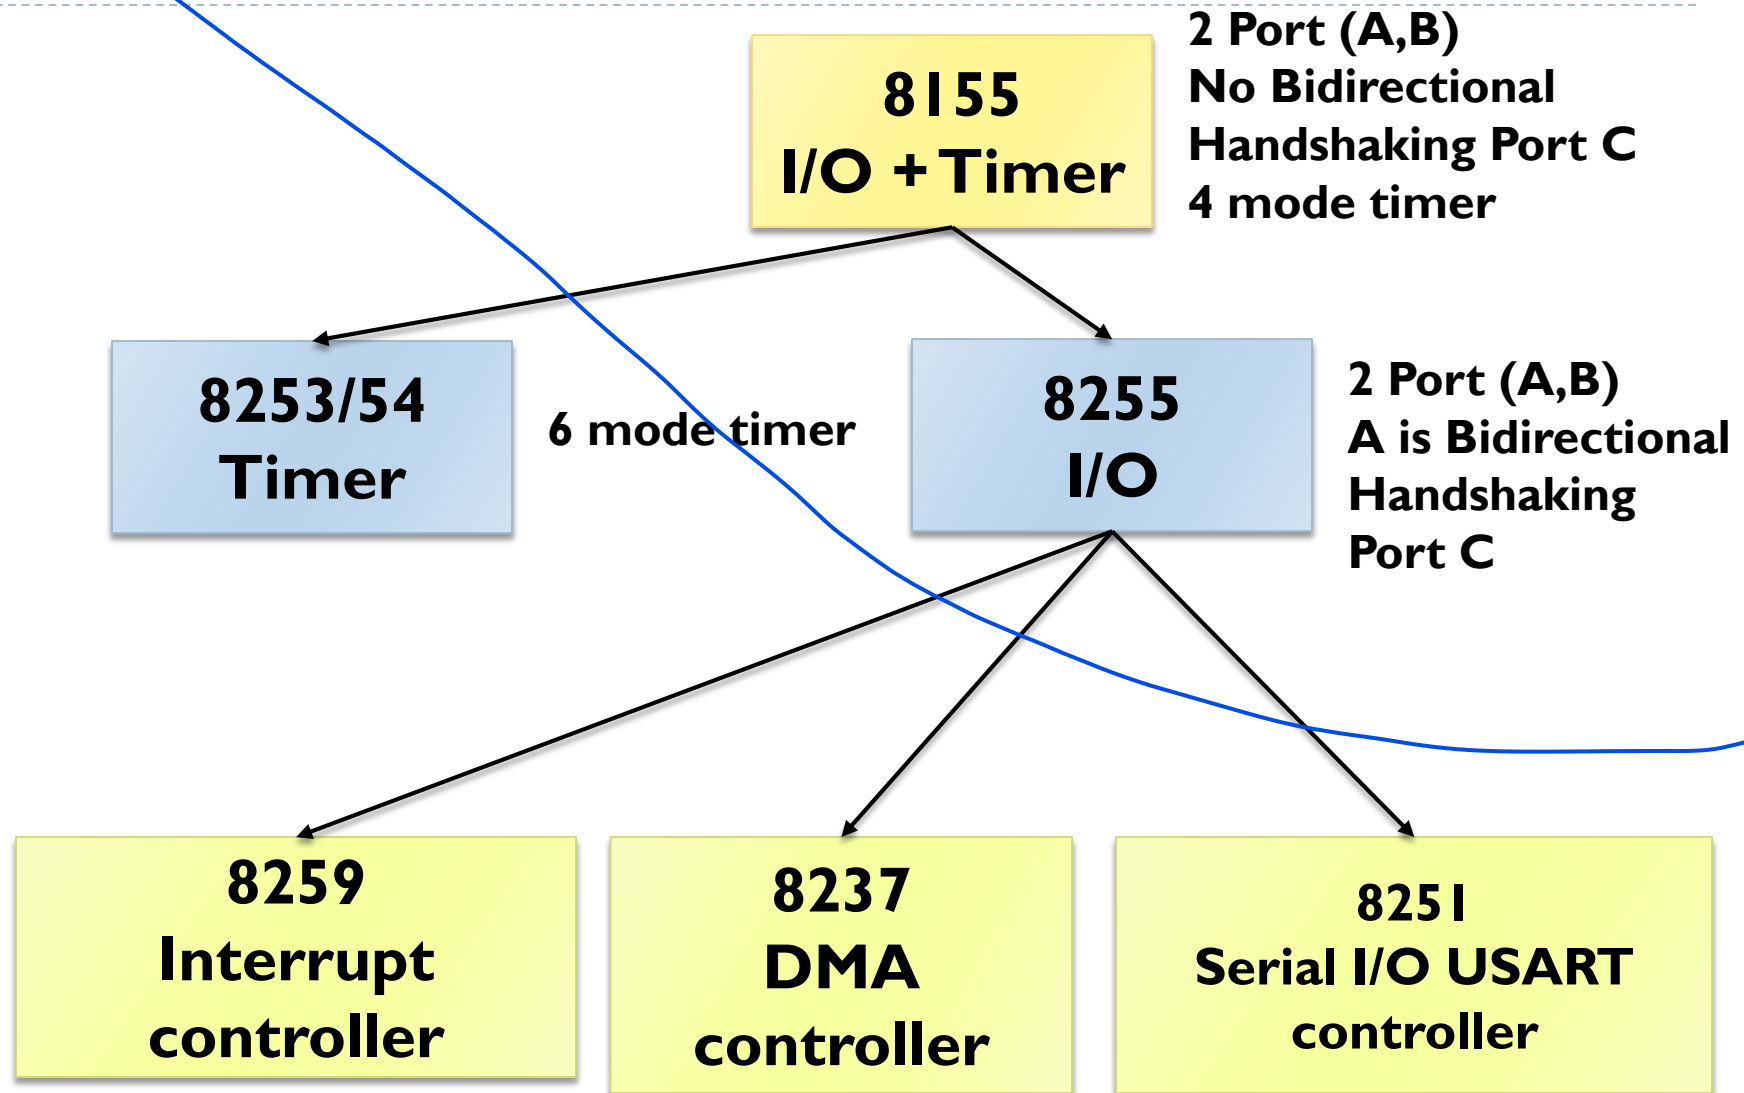 2 Port (A,B)
No Bidirectional
Handshaking Port C
4 mode timer
8155
I/O + Timer
8253/54
Timer
6 mode timer
8255
I/O
2 Port (A,B)
A is Bidirectional
Handshaking
Port C
8259
Interrupt
controller
8237
DMA
controller
8251
Serial I/O USART
controller